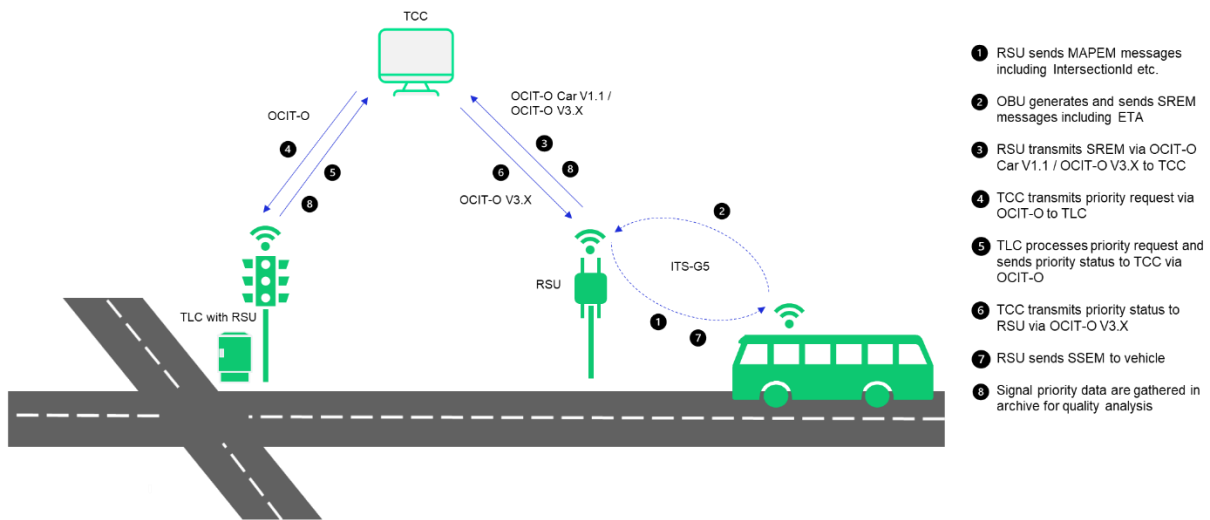 TCC
OCIT-O
4
5
8
OCIT-O Car V1.1 /
OCIT-O V3.X
3
8
6
OCIT-O V3.X
2
ITS-G5
RSU
1
7
TLC with RSU
1 RSU sends MAPEM messages
including IntersectionId etc.
2 OBU generates and sends SREM
messages including ETA
3 RSU transmits SREM via OCIT-O
Car V1.1 / OCIT-O V3.X to TCC
4 TCC transmits priority request via
OCIT-O to TLC
5 TLC processes priority request and
sends priority status to TCC via
OCIT-O
6 TCC transmits priority status to
RSU via OCIT-O V3.X
7 RSU sends SSEM to vehicle
8 Signal priority data are gathered in
archive for quality analysis